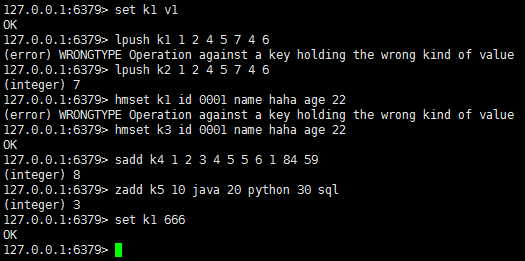 127.0.0.1:6379> set k1 v1
OK
127.0.0.1:6379> lpush k1 1 2 4 5 7 4 6
(error) WRONGTYPE Operation against a key holding the wrong kind of value
127.0.0.1:6379> lpush k2 1 2 4 5 7 4 6
(integer) 7
127.0.0.1:6379> hmset k1 id 0001 name haha age 22
(error) WRONGTYPE Operation against a key holding the wrong kind of value
127.0.0.1:6379> hmset k3 id 0001 name haha age 22
OK
127.0.0.1:6379> sadd k4 1 2 3 4 5 5 6 1 84 59
(integer) 8
127.0.0.1:6379> zadd k5 10 java 20 python 30 sql
(integer) 3
127.0.0.1:6379> set k1 666
OK
127.0.0.1:6379>